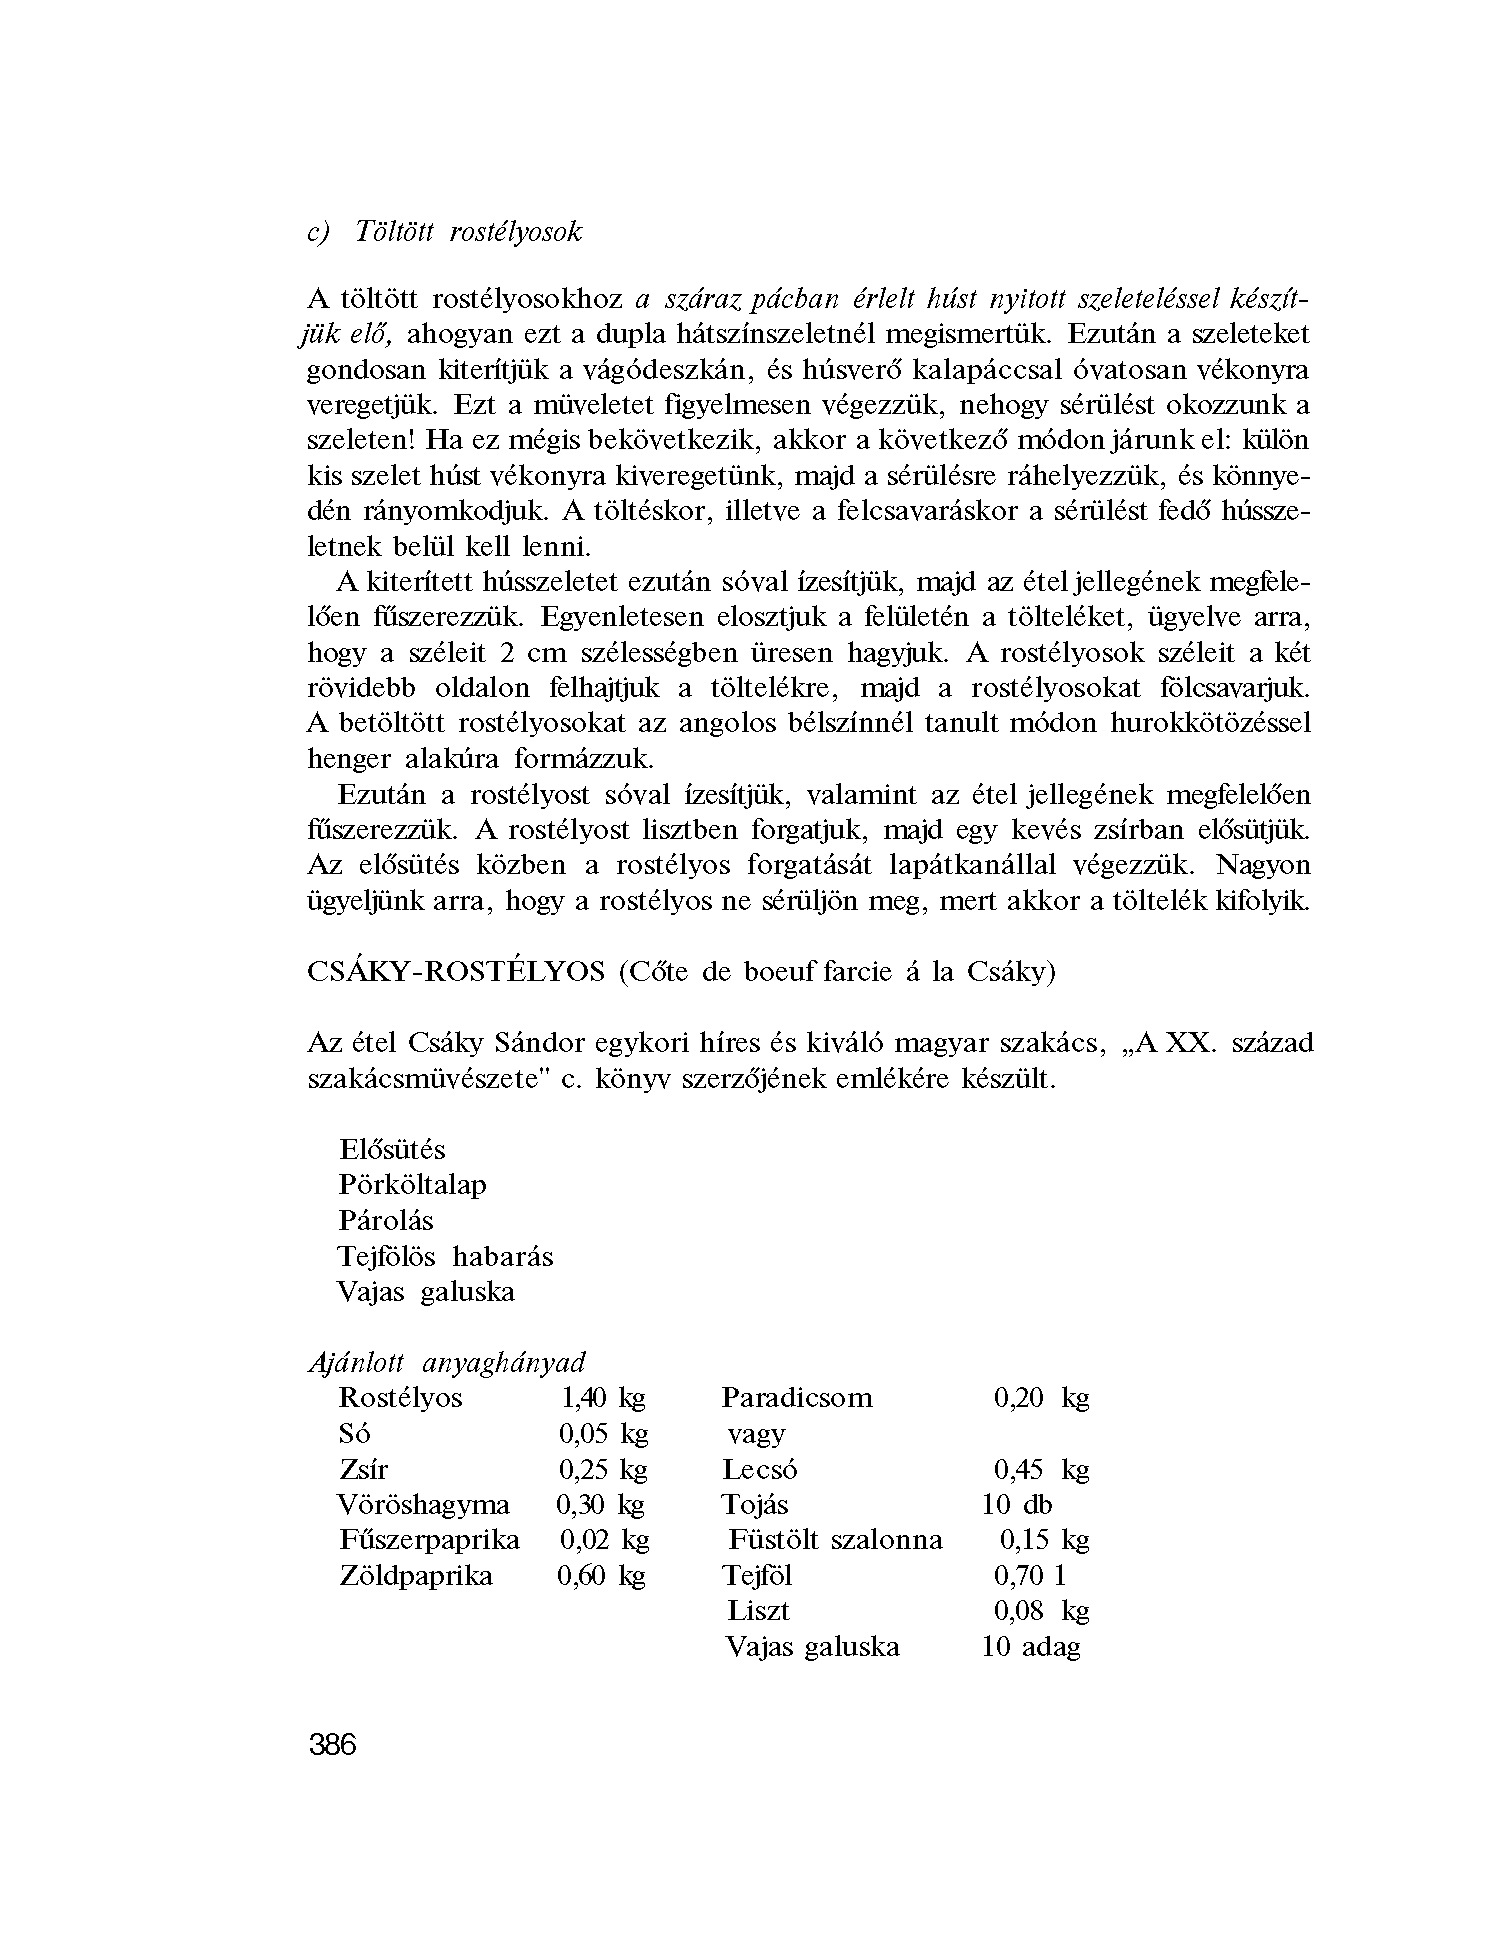 c) Töltött rostélyosok
A töltött rostélyosokhoz a száraz pácban érlelt húst nyitott szeleteléssel készít-
jük elő, ahogyan ezt a dupla hátszínszeletnél megismertük. Ezután a szeleteket
gondosan kiterítjük a vágódeszkán, és húsverő kalapáccsal óvatosan vékonyra
veregetjük. Ezt a müveletet figyelmesen végezzük, nehogy sérülést okozzunk a
szeleten! Ha ez mégis bekövetkezik, akkor a következő módon járunk el: külön
kis szelet húst vékonyra kiveregetünk, majd a sérülésre ráhelyezzük, és könnye-
dén rányomkodjuk. A töltéskor, illetve a felcsavaráskor a sérülést fedő hússze-
letnek belül kell lenni.
A kiterített hússzeletet ezután sóval ízesítjük, majd az étel jellegének megfele-
lően fűszerezzük. Egyenletesen elosztjuk a felületén a tölteléket, ügyelve arra,
hogy a széleit 2 cm szélességben üresen hagyjuk. A rostélyosok széleit a két
rövidebb oldalon felhajtjuk a töltelékre, majd a rostélyosokat fölcsavarjuk.
A betöltött rostélyosokat az angolos bélszínnél tanult módon hurokkötözéssel
henger alakúra formázzuk.
Ezután a rostélyost sóval ízesítjük, valamint az étel jellegének megfelelően
fűszerezzük. A rostélyost lisztben forgatjuk, majd egy kevés zsírban elősütjük.
Az elősütés közben a rostélyos forgatását lapátkanállal végezzük. Nagyon
ügyeljünk arra, hogy a rostélyos ne sérüljön meg, mert akkor a töltelék kifolyik.
CSÁKY-ROSTÉLYOS (Cőte de boeuf farcie á la Csáky)
Az étel Csáky Sándor egykori híres és kiváló magyar szakács, „A XX. század
szakácsmüvészete" c. könyv szerzőjének emlékére készült.
Elősütés
Pörköltalap
Párolás
Tejfölös habarás
Vajas galuska
Ajánlott anyaghányad
Rostélyos 1,40 kg Paradicsom 0,20 kg
Só 0,05 kg vagy
Zsír 0,25 kg Lecsó 0,45 kg
Vöröshagyma 0,30 kg Tojás 10 db
Fűszerpaprika 0,02 kg Füstölt szalonna 0,15 kg
Zöldpaprika 0,60 kg Tejföl 0,70 l
Liszt 0,08 kg
Vajas galuska 10 adag
386